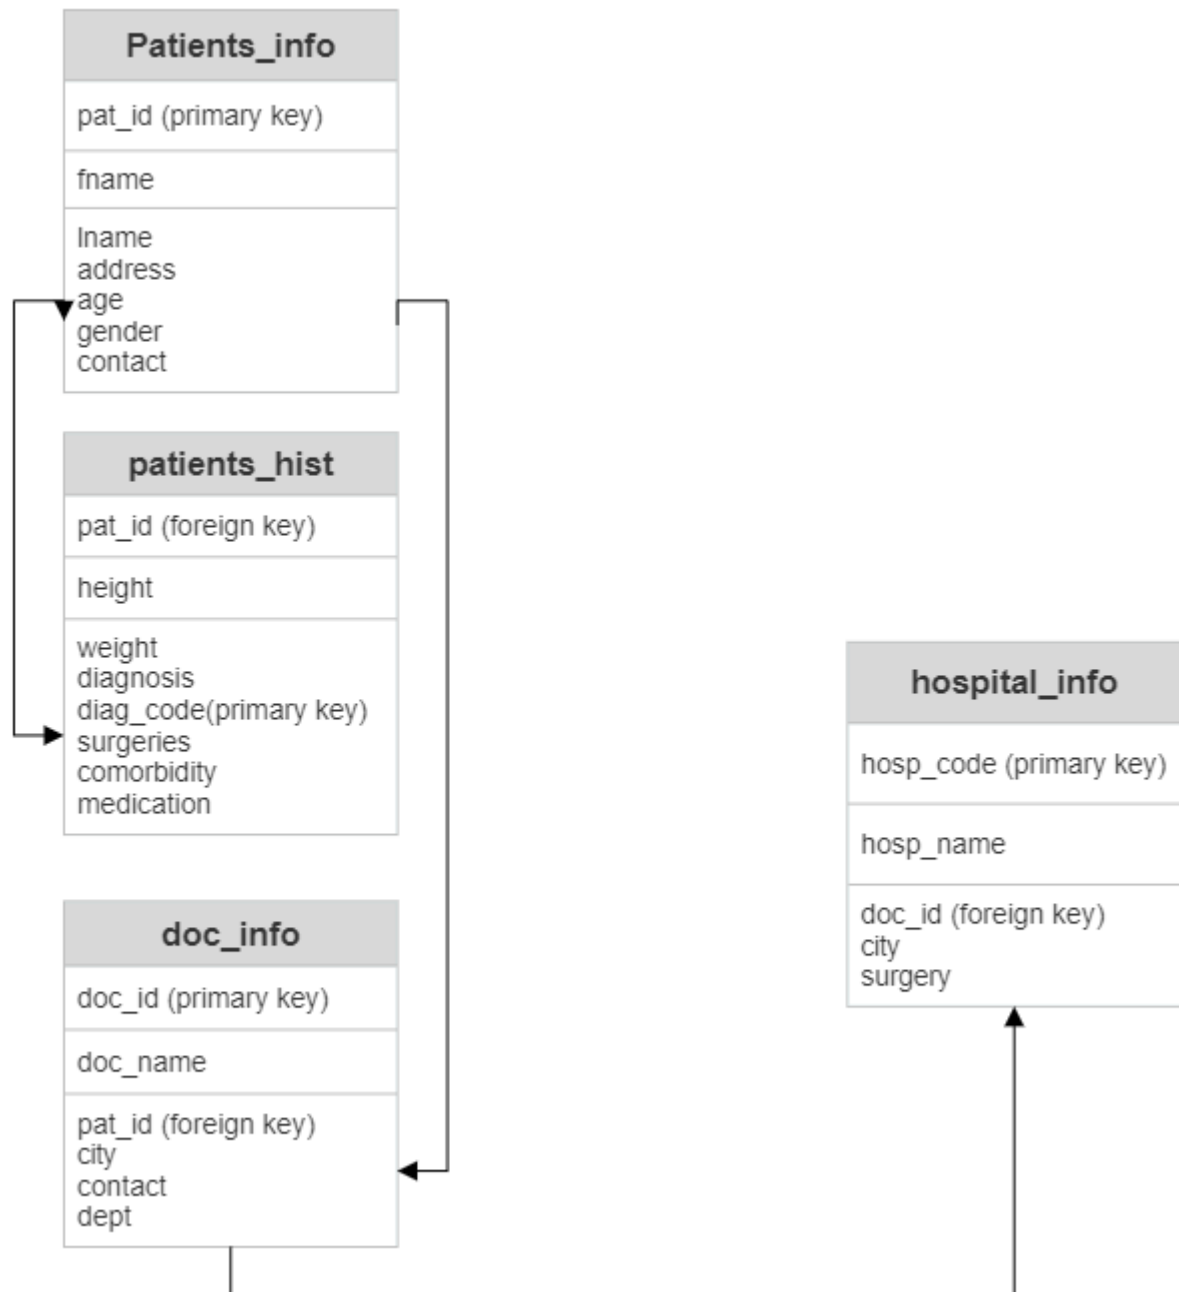 Patients_info
pat_id (primary key)
fname
lname
address
age
gender
contact
patients_hist
pat_id (foreign key)
height
weight
diagnosis
diag_code(primary key)
surgeries
comorbidity
medication
doc_info
doc_id (primary key)
doc_name
pat_id (foreign key)
city
contact
dept
hospital_info
hosp_code (primary key)
hosp_name
doc_id (foreign key)
city
surgery